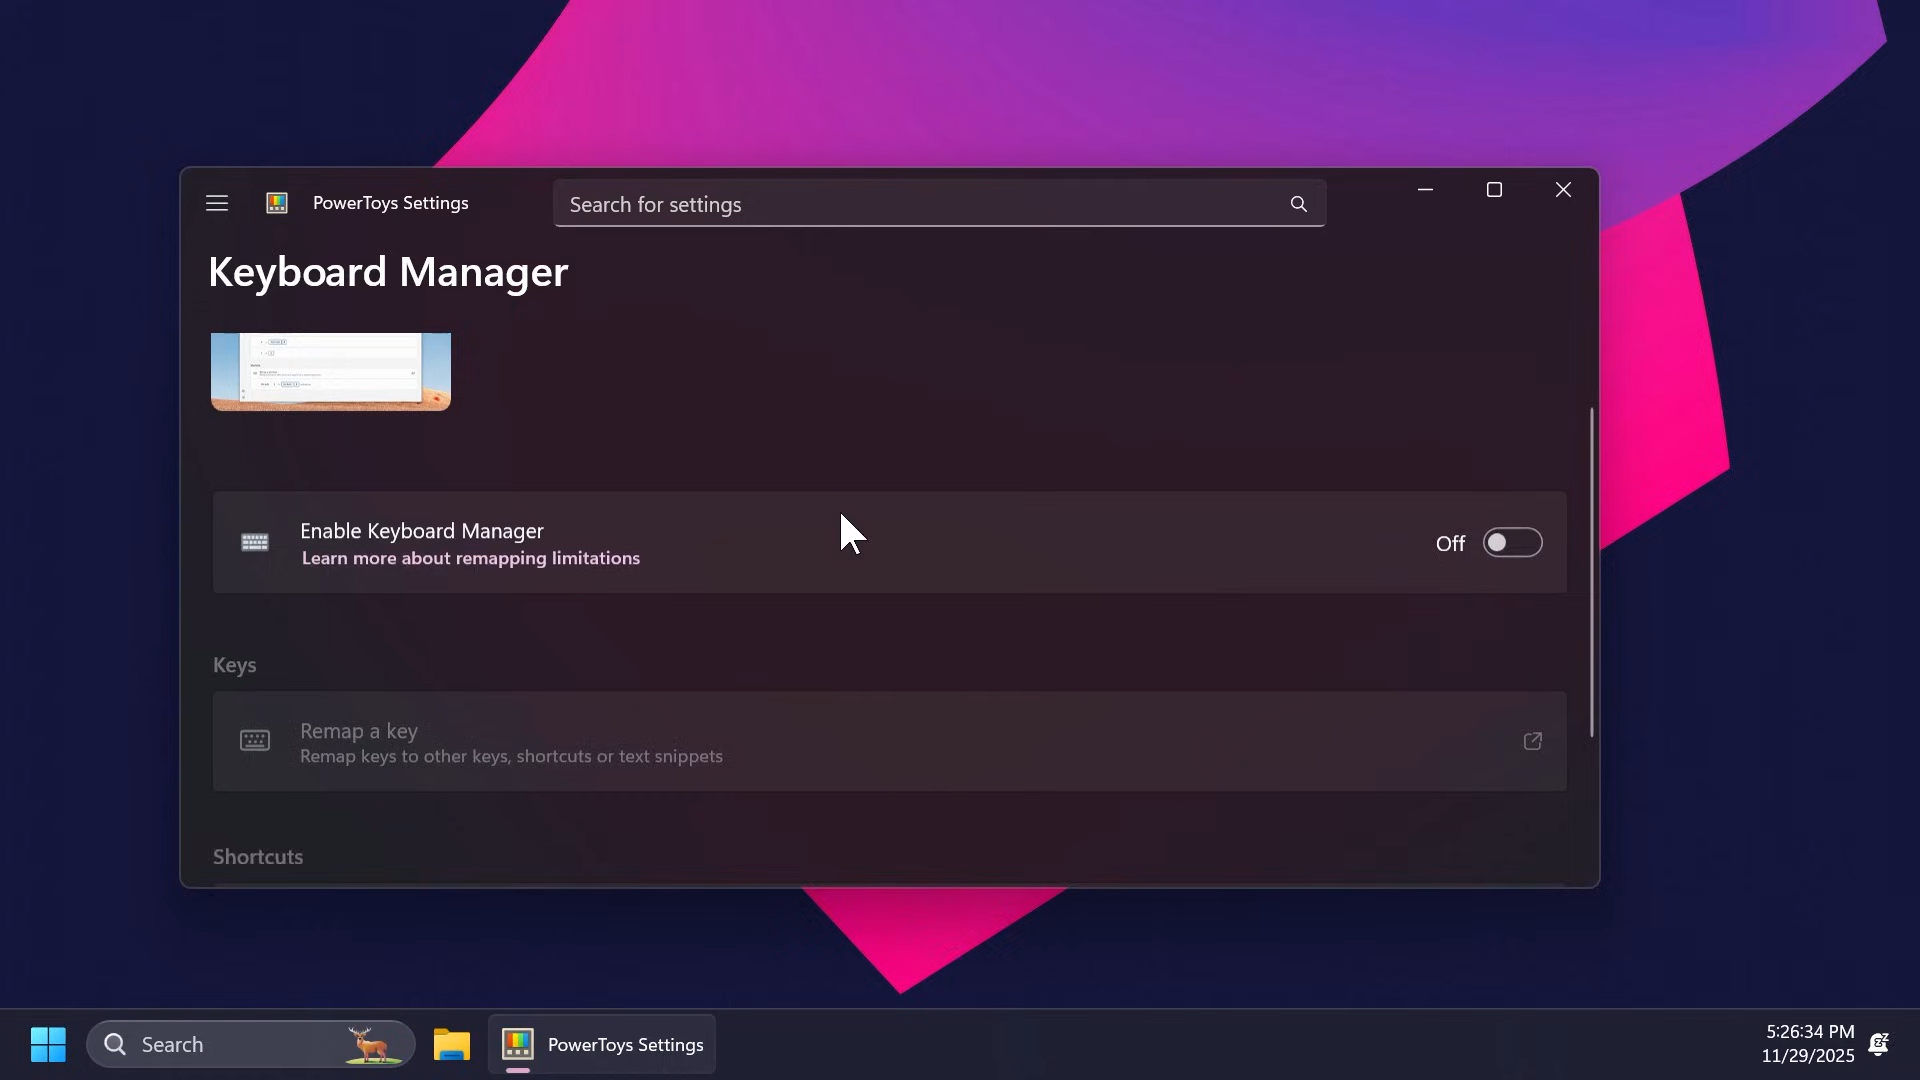 PowerToys Settings
Search for settings
Keyboard Manager
Enable Keyboard Manager
Learn more about remapping limitations
Off
Keys
Remap a key
Remap keys to other keys, shortcuts or text snippets
Shortcuts
Search
PowerToys Settings
5:26:34 PM
11/29/2025